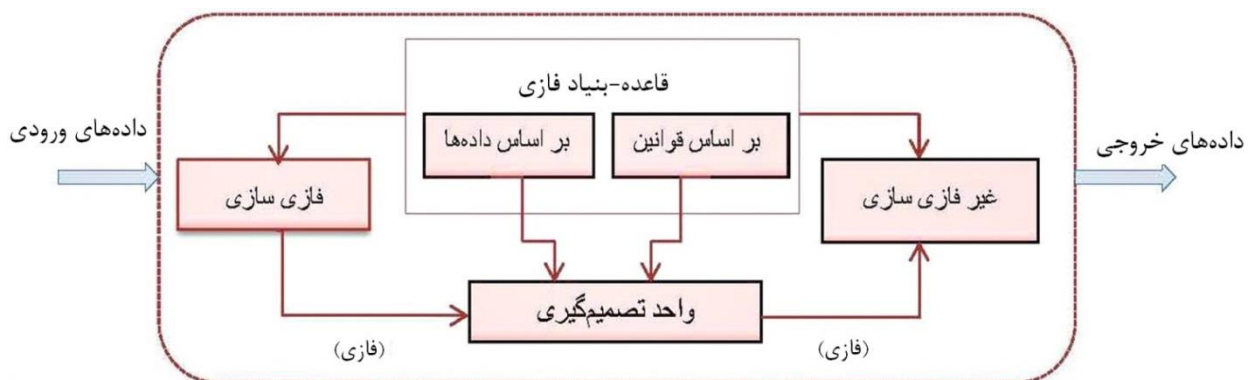 قاعده-بنیاد فازی
داده‌های ورودی
بر اساس داده‌ها
بر اساس قوانین
داده‌های خروجی
فازی سازی
غیر فازی سازی
واحد تصمیم‌گیری
(فازی)
(فازی)